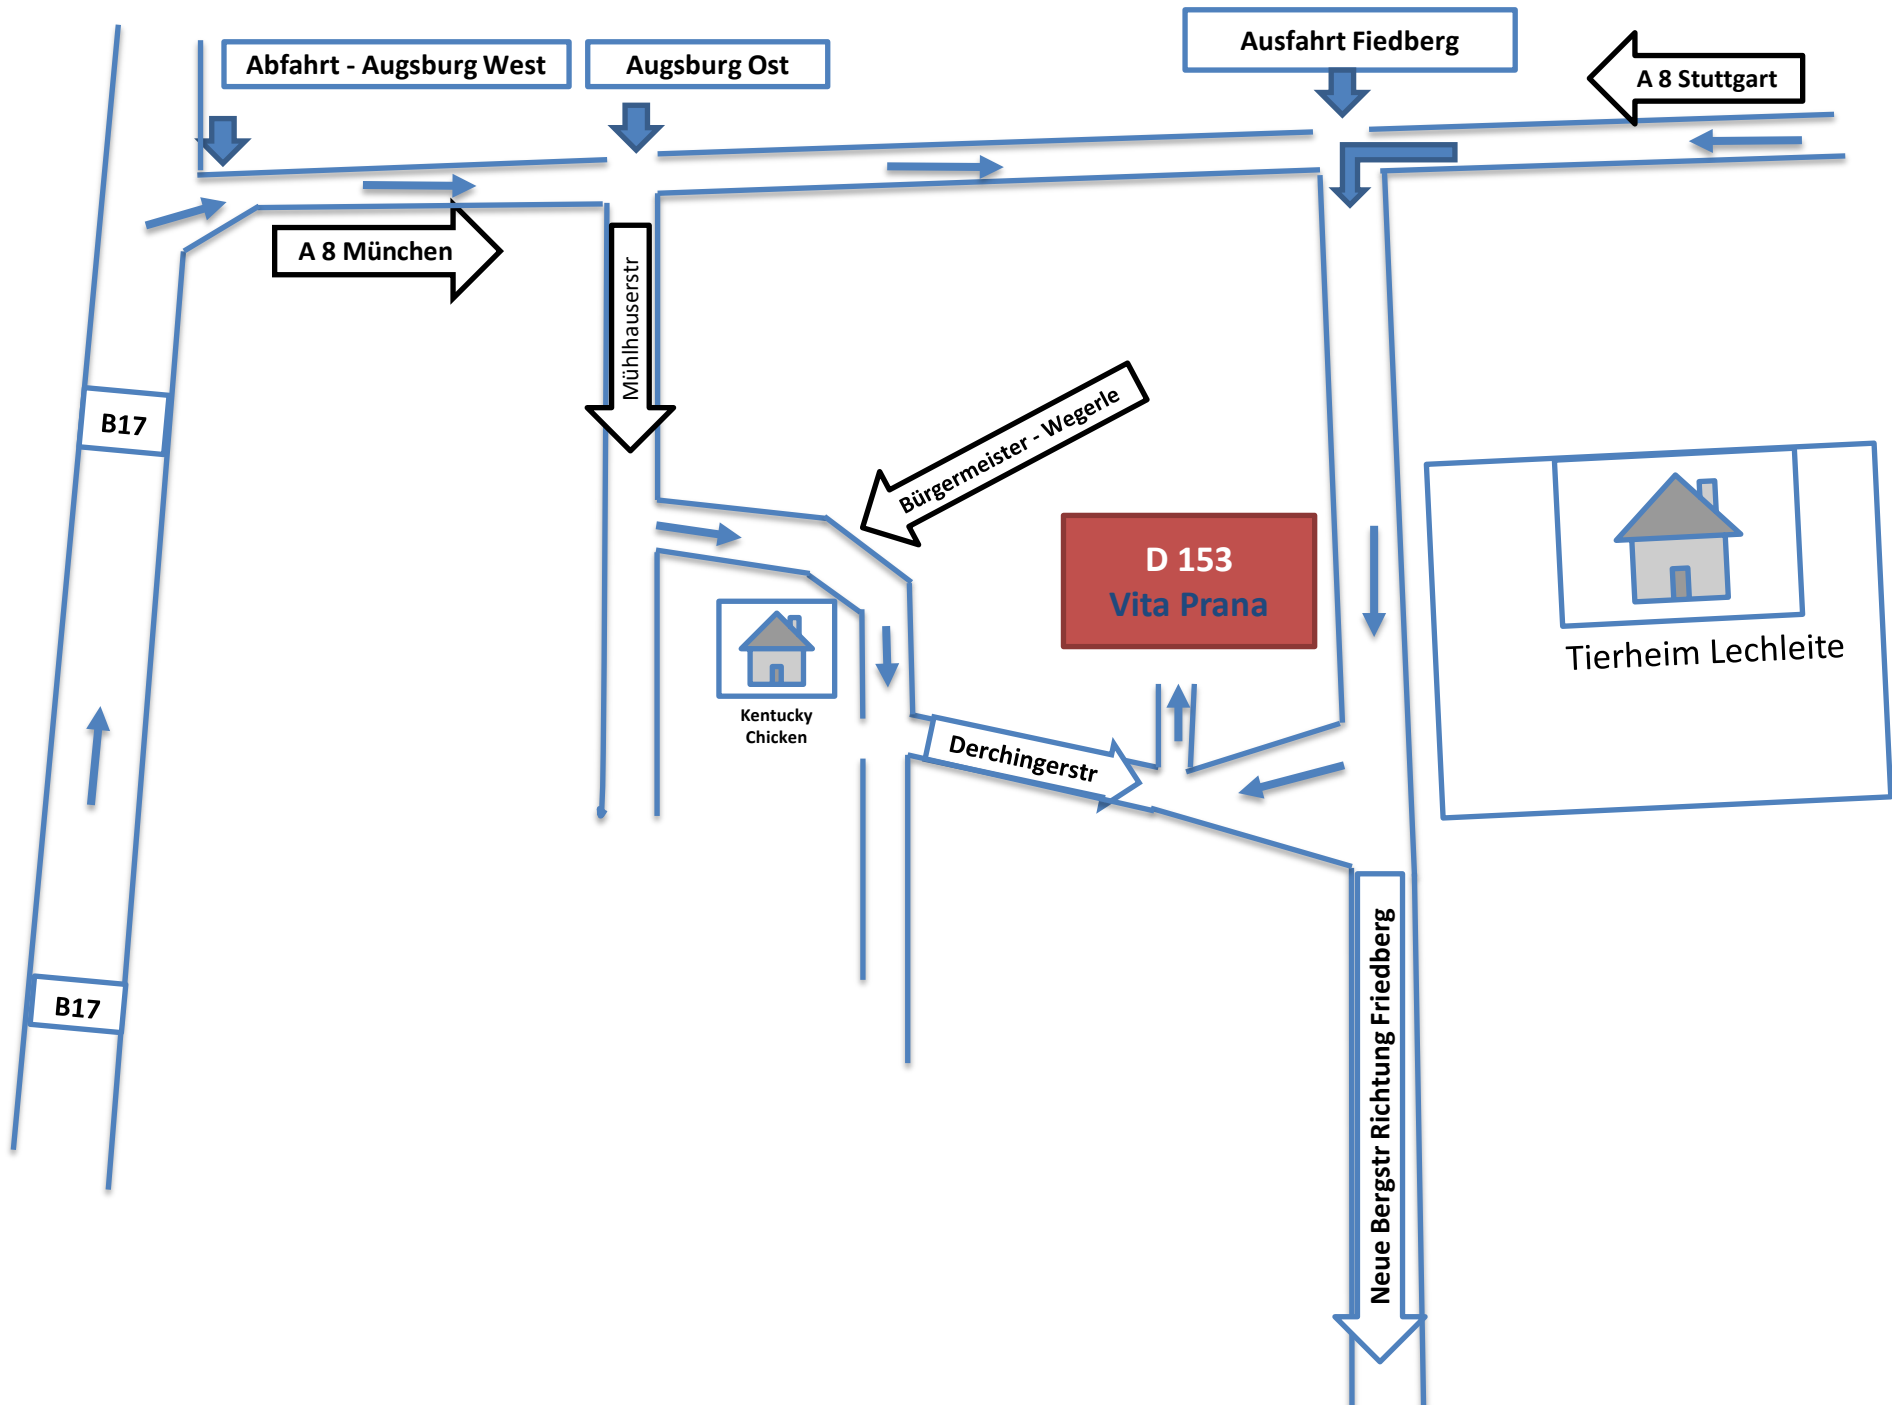 Abfahrt - Augsburg West
Augsburg Ost
Ausfahrt Fiedberg
A 8 Stuttgart
A 8 München
Mühlhauserstr
B17
Bürgermeister - Wegerle
D 153
Vita Prana
Tierheim Lechleite
Kentucky
Chicken
Derchingerstr
B17
Neue Bergstr Richtung Friedberg